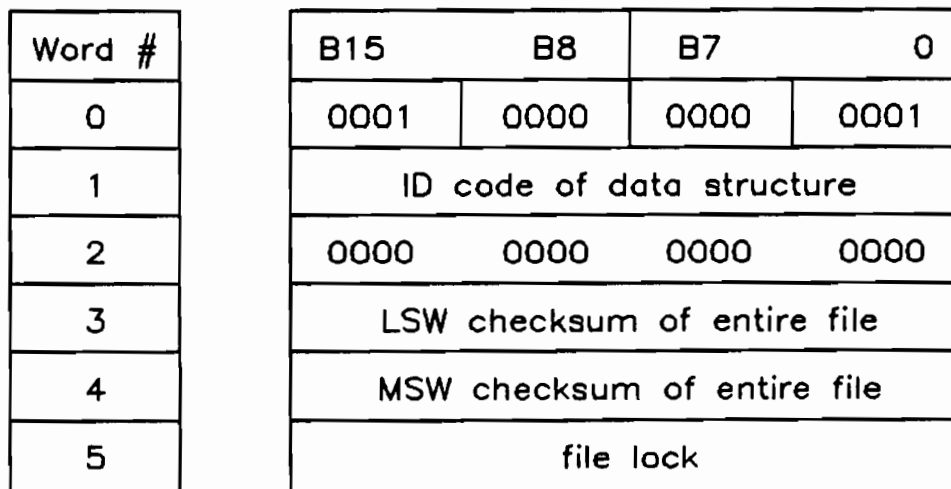 Word # B15 B8 B7 0
0 0001 0000 0000 0001
1 ID code of data structure
2 0000 0000 0000 0000
3 LSW checksum of entire file
4 MSW checksum of entire file
5 file lock